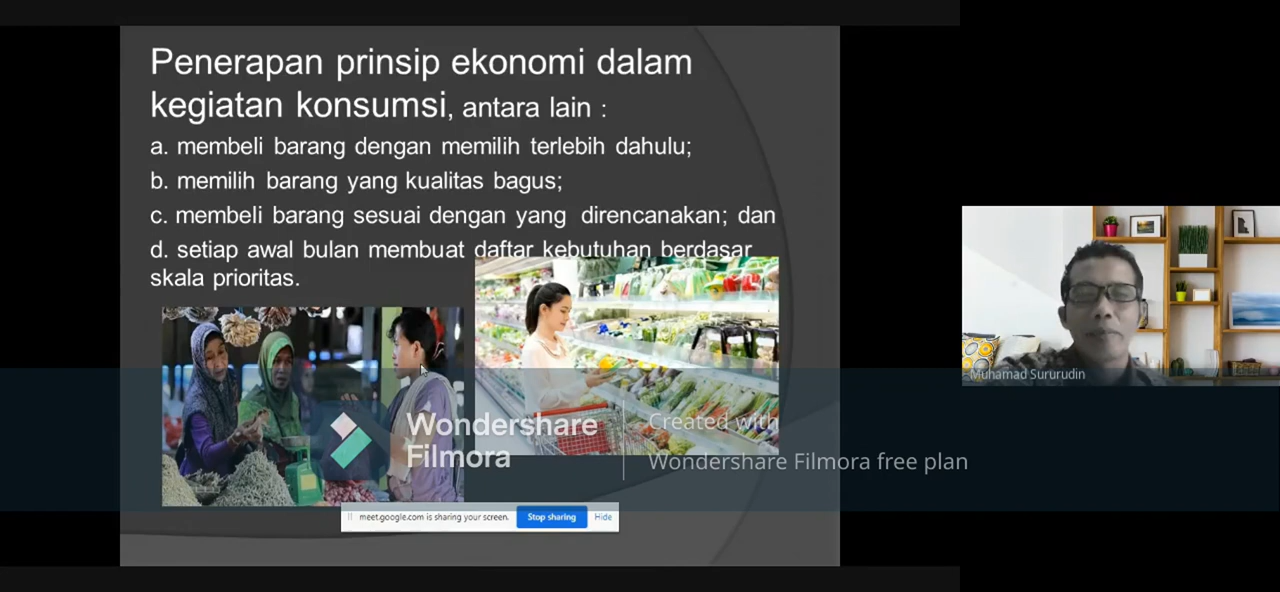 Penerapan prinsip ekonomi dalam
kegiatan konsumsi, antara lain :
a. membeli barang dengan memilih terlebih dahulu;
b. memilih barang yang kualitas bagus;
c. membeli barang sesuai dengan yang direncanakan; dan
d. setiap awal bulan membuat daftar kebutuhan berdasar
skala prioritas.
Muhamad Sururudin
Wondershare
Filmora
Created with
Wondershare Filmora free plan
meet.google.com is sharing your screen. Stop sharing Hide